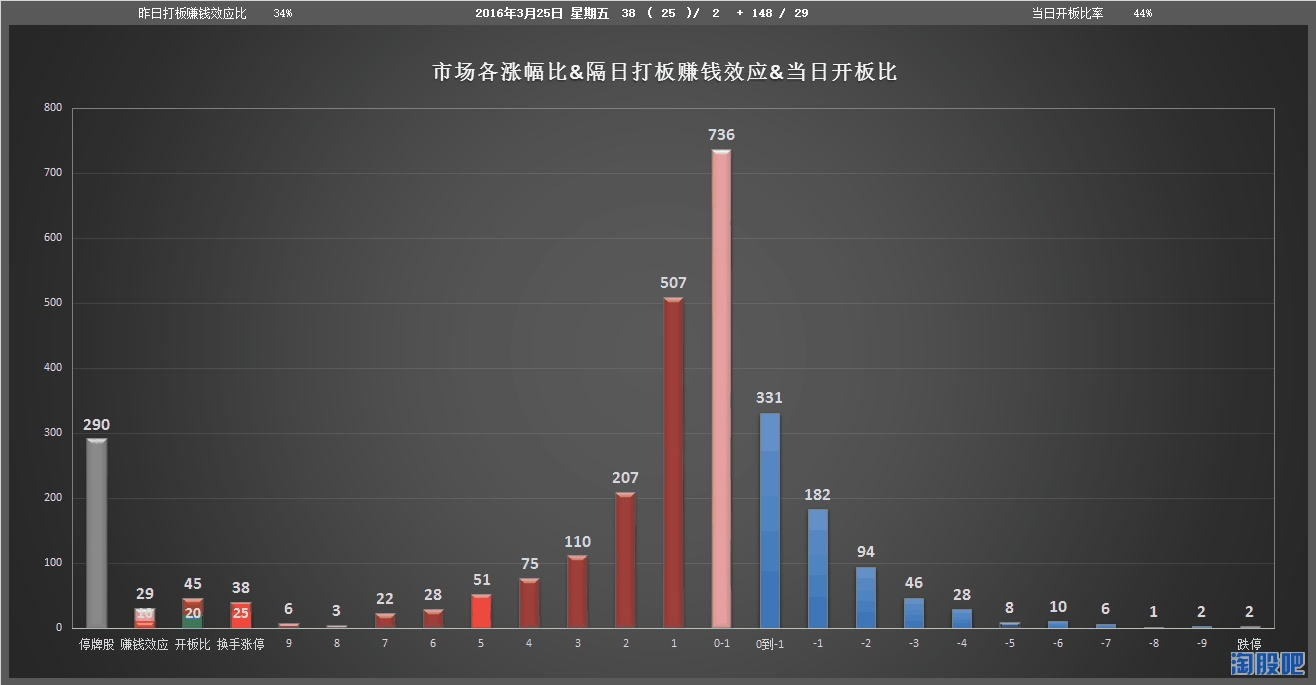 昨日打板赚钱效应比 34% 2016年3月25日 星期五 38 ( 25 )/ 2 + 148 / 29 当日开板比率 44%
市场各涨幅比&隔日打板赚钱效应&当日开板比
800
700
600
500
400
300
200
100
0
290 29 45 38 6 3 22 28 51 75 110 207 507 736 331 182 94 46 28 8 10 6 1 2 2
10 20 25
停牌股 赚钱效应 开板比 换手涨停 9 8 7 6 5 4 3 2 1 0-1 0到-1 -1 -2 -3 -4 -5 -6 -7 -8 -9 跌停
淘股吧